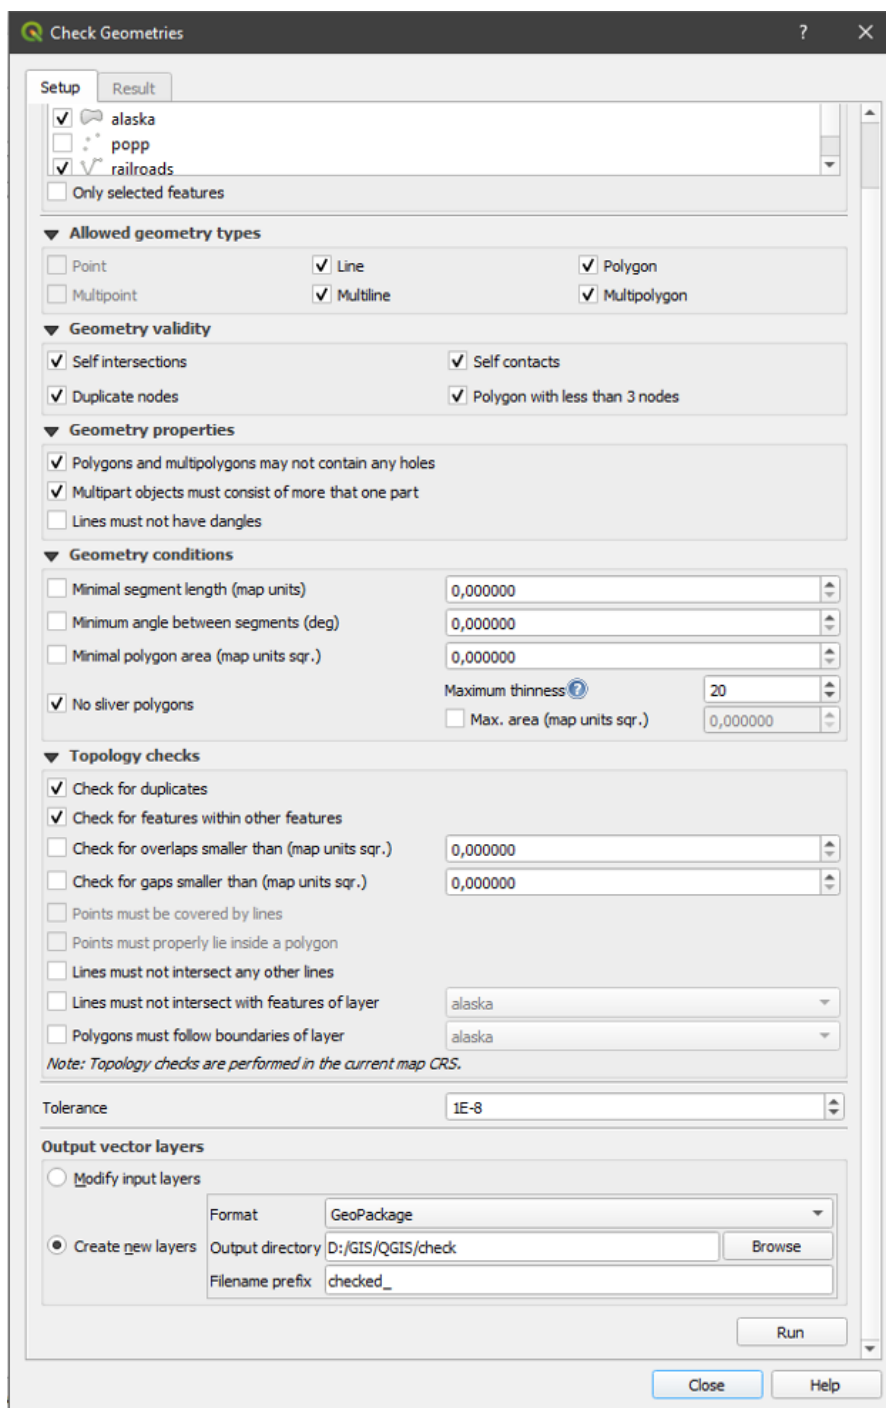 Check Geometries ?
Setup Result
alaska
popp
railroads
Only selected features
Allowed geometry types
Point Line Polygon
Multipoint Multiline Multipolygon
Geometry validity
Self intersections Self contacts
Duplicate nodes Polygon with less than 3 nodes
Geometry properties
Polygons and multipolygons may not contain any holes
Multipart objects must consist of more that one part
Lines must not have dangles
Geometry conditions
Minimal segment length (map units) 0,000000
Minimum angle between segments (deg) 0,000000
Minimal polygon area (map units sqr.) 0,000000
No sliver polygons Maximum thinness ? 20
Max. area (map units sqr.) 0,000000
Topology checks
Check for duplicates
Check for features within other features
Check for overlaps smaller than (map units sqr.) 0,000000
Check for gaps smaller than (map units sqr.) 0,000000
Points must be covered by lines
Points must properly lie inside a polygon
Lines must not intersect any other lines
Lines must not intersect with features of layer alaska
Polygons must follow boundaries of layer alaska
Note: Topology checks are performed in the current map CRS.
Tolerance 1E-8
Output vector layers
Modify input layers
Format GeoPackage
Create new layers Output directory D:/GIS/QGIS/check Browse
Filename prefix checked_
Run
Close Help